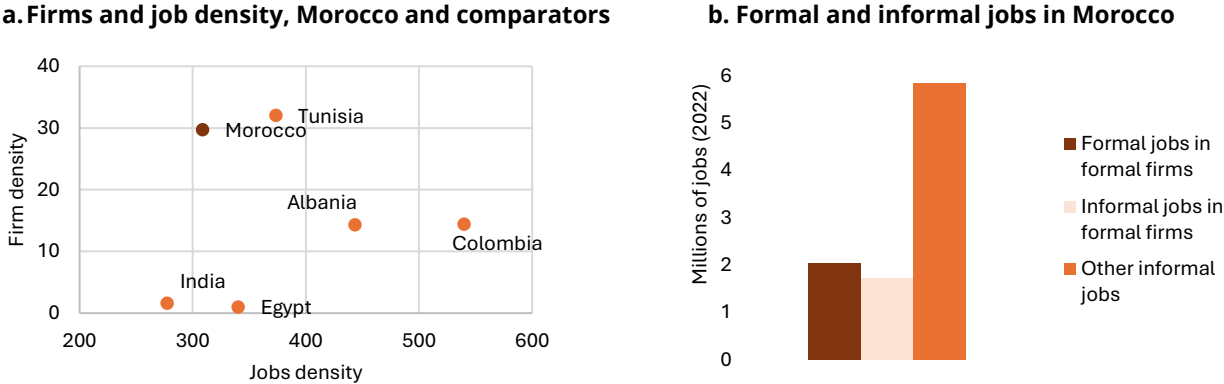 a. Firms and job density, Morocco and comparators
40
30
20
10
0
Firm density
Tunisia
Morocco
Albania
Colombia
India
Egypt
200 300 400 500 600
Jobs density
b. Formal and informal jobs in Morocco
6
5
4
3
2
1
0
Millions of jobs (2022)
Formal jobs in
formal firms
Informal jobs in
formal firms
Other informal
jobs